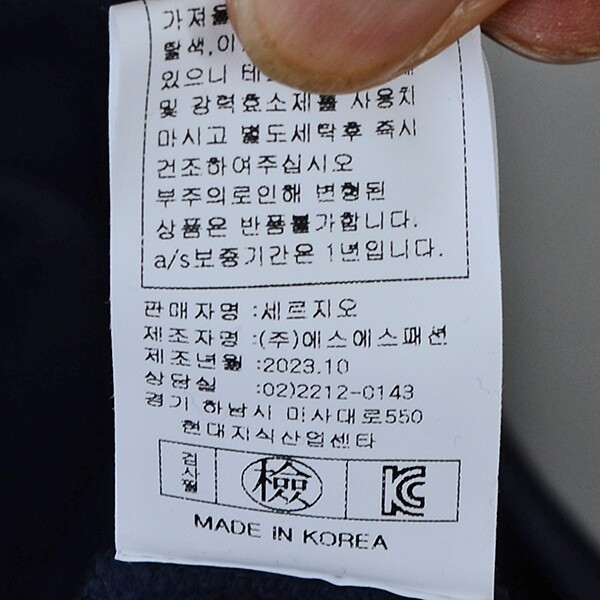 가져올
탈색,이
있으니
및 강력효소제를 사용치
마시고 별도세탁후 즉시
건조하여주십시오
부주의로인해 변형된
상품은 반품불가합니다.
a/s보증기간은 1년입니다.
판매자명 :세르지오
제조자명 :(주)에스에스패션
제조년월 :2023.10
상담실 :02)2212-0143
경기 하남시 미사대로550
현대지식산업센타
검사필 檢 KC
MADE iN KOREA